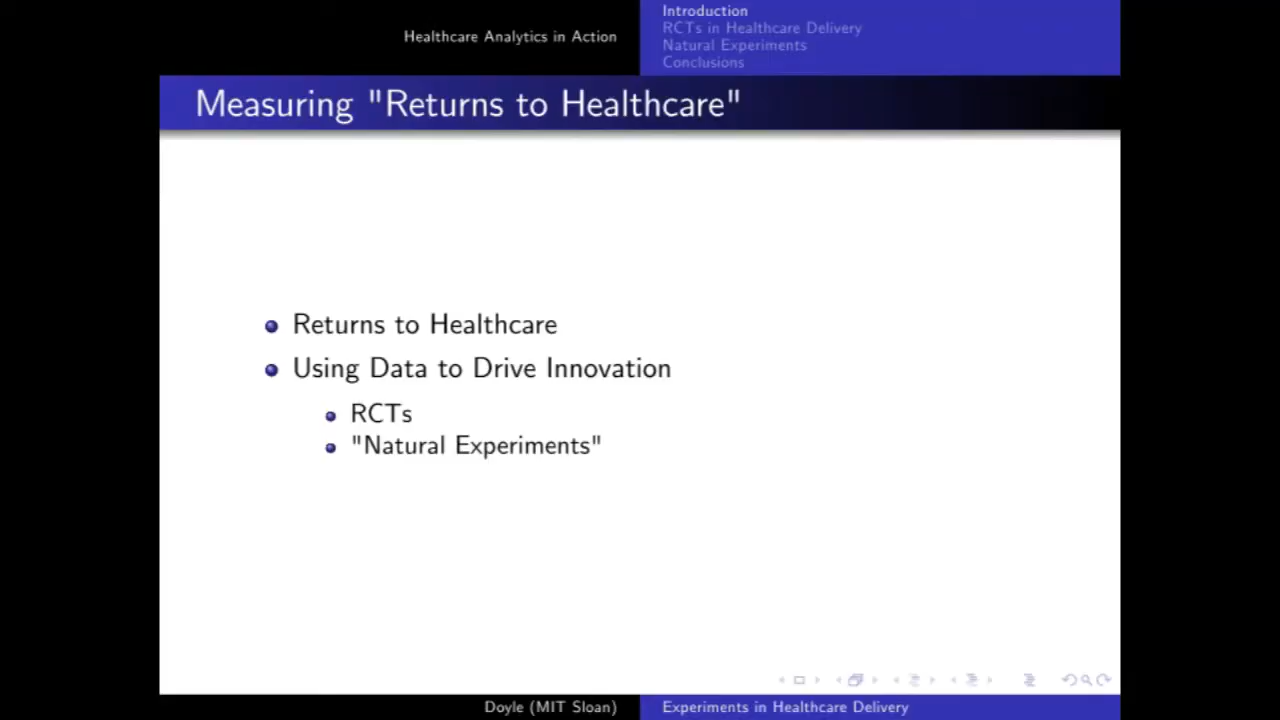 Healthcare Analytics in Action
Introduction
RCTs in Healthcare Delivery
Natural Experiments
Conclusions
Measuring "Returns to Healthcare"
Returns to Healthcare
Using Data to Drive Innovation
RCTs
"Natural Experiments"
Doyle (MIT Sloan)
Experiments in Healthcare Delivery